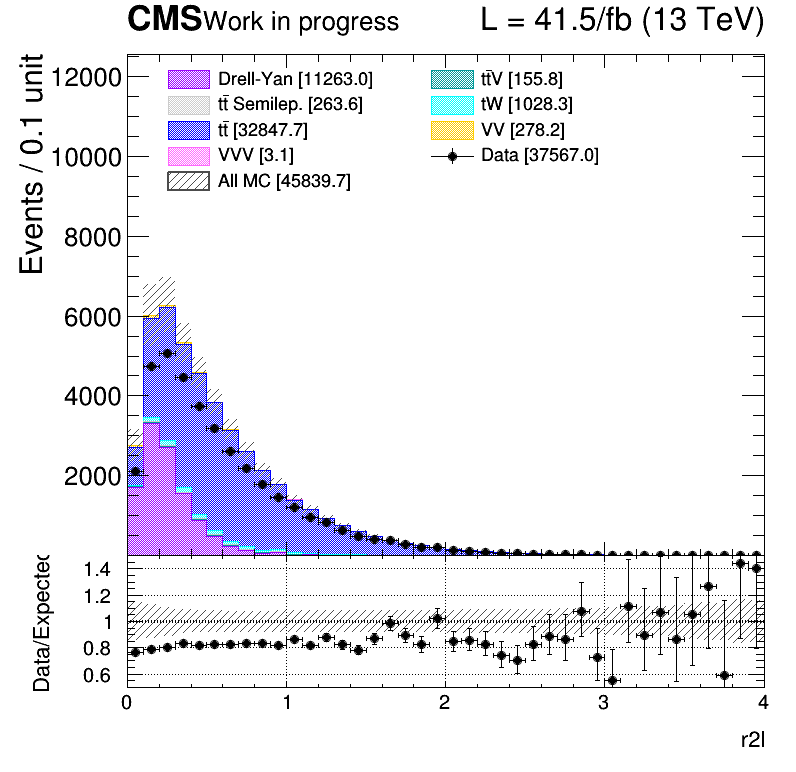 CMS Work in progress L = 41.5/fb (13 TeV)
Events / 0.1 unit
12000
10000
8000
6000
4000
2000
Drell-Yan [11263.0]
tt̄ Semilep. [263.6]
tt̄ [32847.7]
VVV [3.1]
All MC [45839.7]
tt̄V [155.8]
tW [1028.3]
VV [278.2]
Data [37567.0]
Data/Expected
1.4
1.2
1
0.8
0.6
0 1 2 3 4
r2l